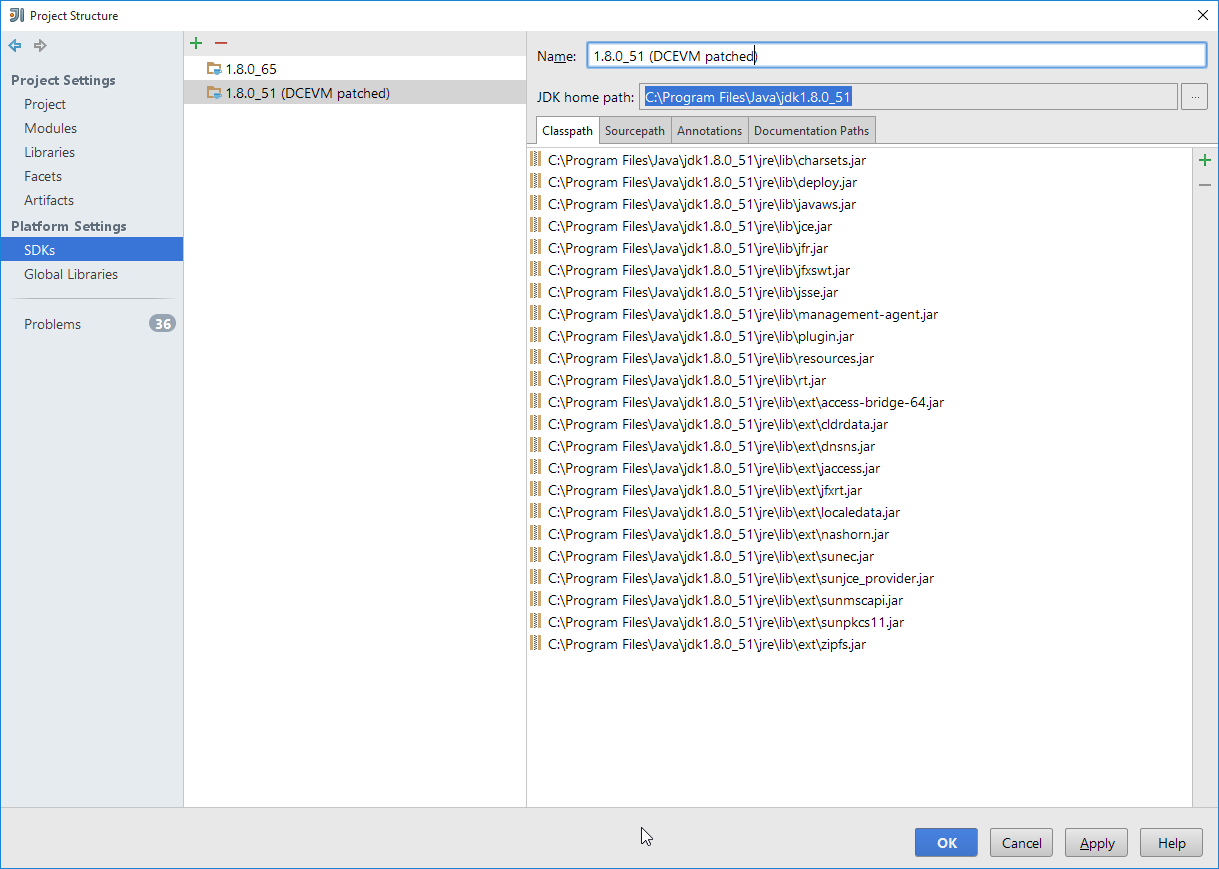 Project Structure
Project Settings
Project
Modules
Libraries
Facets
Artifacts
Platform Settings
SDKs
Global Libraries
Problems 36
1.8.0_65
1.8.0_51 (DCEVM patched)
Name: 1.8.0_51 (DCEVM patched)
JDK home path: C:\Program Files\Java\jdk1.8.0_51 ...
Classpath Sourcepath Annotations Documentation Paths
C:\Program Files\Java\jdk1.8.0_51\jre\lib\charsets.jar
C:\Program Files\Java\jdk1.8.0_51\jre\lib\deploy.jar
C:\Program Files\Java\jdk1.8.0_51\jre\lib\javaws.jar
C:\Program Files\Java\jdk1.8.0_51\jre\lib\jce.jar
C:\Program Files\Java\jdk1.8.0_51\jre\lib\jfr.jar
C:\Program Files\Java\jdk1.8.0_51\jre\lib\jfxswt.jar
C:\Program Files\Java\jdk1.8.0_51\jre\lib\jsse.jar
C:\Program Files\Java\jdk1.8.0_51\jre\lib\management-agent.jar
C:\Program Files\Java\jdk1.8.0_51\jre\lib\plugin.jar
C:\Program Files\Java\jdk1.8.0_51\jre\lib\resources.jar
C:\Program Files\Java\jdk1.8.0_51\jre\lib\rt.jar
C:\Program Files\Java\jdk1.8.0_51\jre\lib\ext\access-bridge-64.jar
C:\Program Files\Java\jdk1.8.0_51\jre\lib\ext\cldrdata.jar
C:\Program Files\Java\jdk1.8.0_51\jre\lib\ext\dnsns.jar
C:\Program Files\Java\jdk1.8.0_51\jre\lib\ext\jaccess.jar
C:\Program Files\Java\jdk1.8.0_51\jre\lib\ext\jfxrt.jar
C:\Program Files\Java\jdk1.8.0_51\jre\lib\ext\localedata.jar
C:\Program Files\Java\jdk1.8.0_51\jre\lib\ext\nashorn.jar
C:\Program Files\Java\jdk1.8.0_51\jre\lib\ext\sunec.jar
C:\Program Files\Java\jdk1.8.0_51\jre\lib\ext\sunjce_provider.jar
C:\Program Files\Java\jdk1.8.0_51\jre\lib\ext\sunmscapi.jar
C:\Program Files\Java\jdk1.8.0_51\jre\lib\ext\sunpkcs11.jar
C:\Program Files\Java\jdk1.8.0_51\jre\lib\ext\zipfs.jar
OK Cancel Apply Help